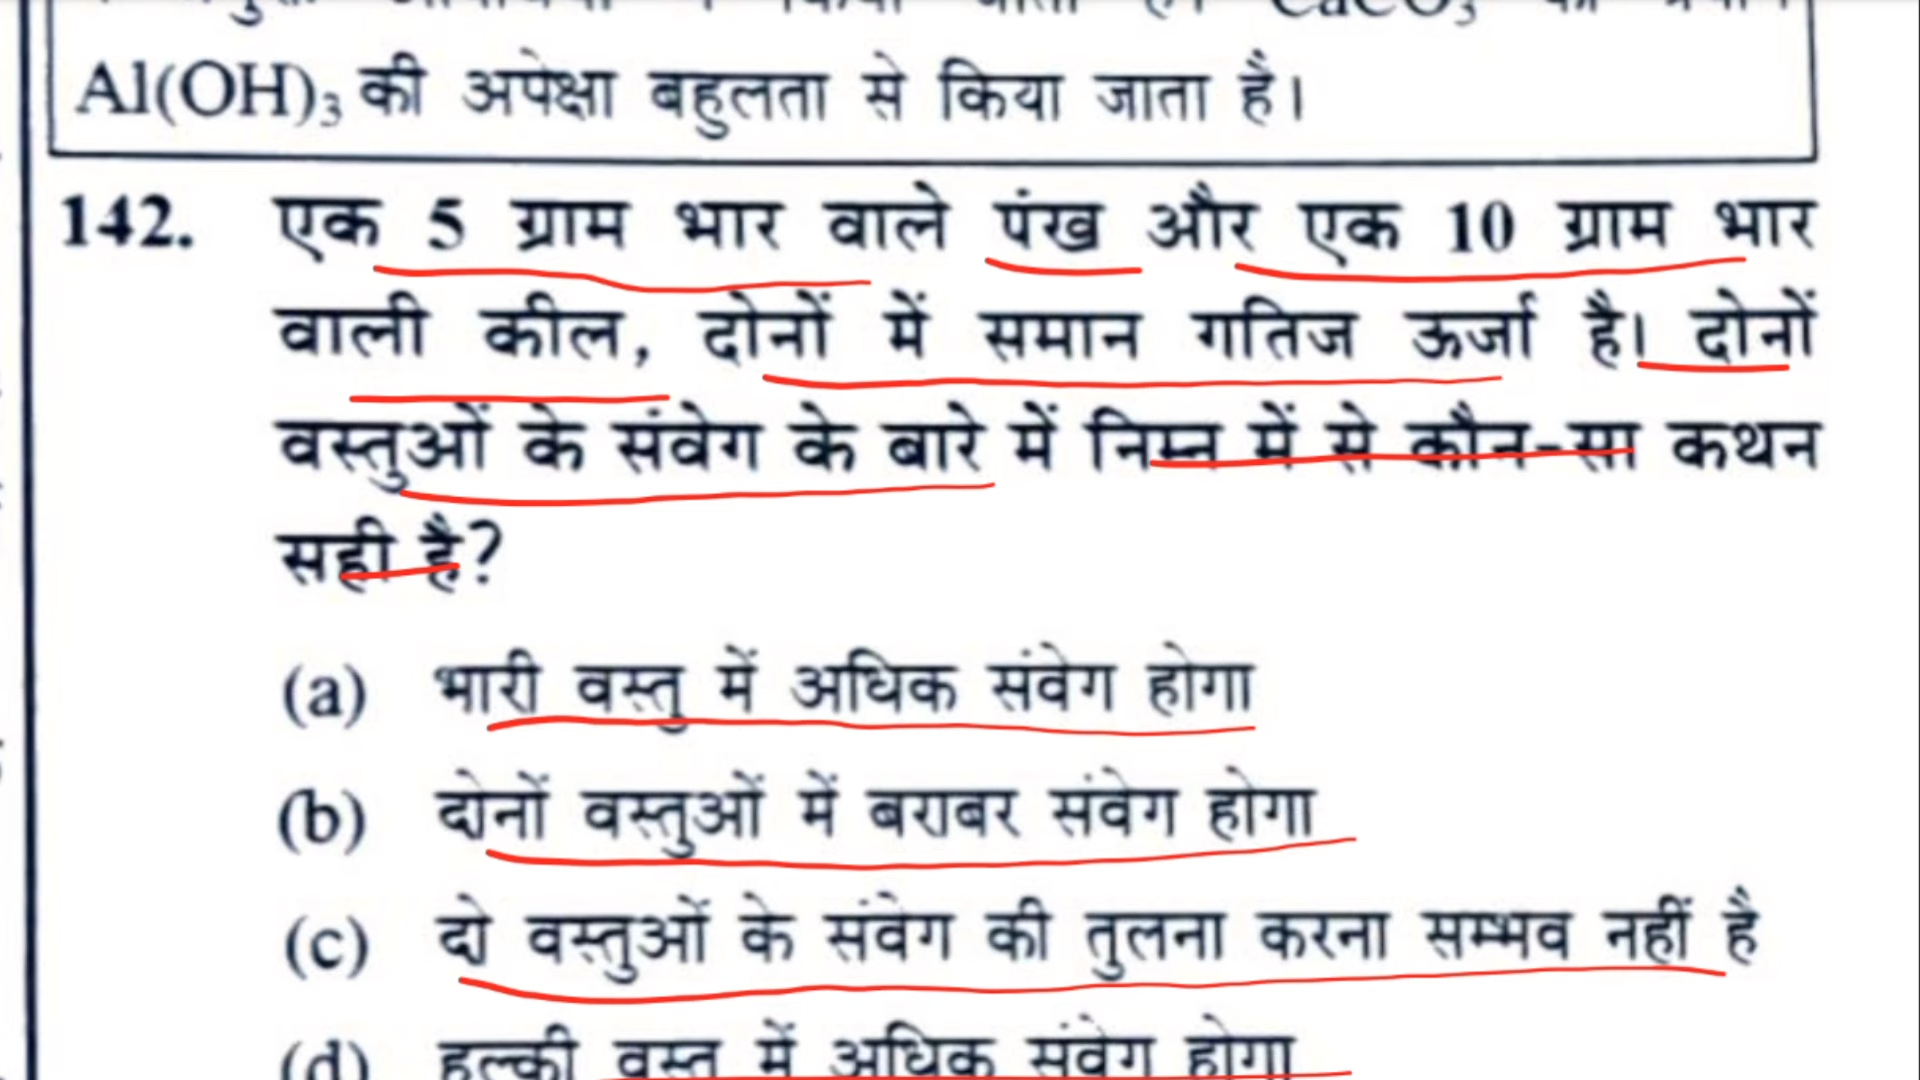 CaCO₃
Al(OH)₃ की अपेक्षा बहुलता से किया जाता है।
142. एक 5 ग्राम भार वाले पंख और एक 10 ग्राम भार
वाली कील, दोनों में समान गतिज ऊर्जा है। दोनों
वस्तुओं के संवेग के बारे में निम्न में से कौन-सा कथन
सही है?
(a) भारी वस्तु में अधिक संवेग होगा
(b) दोनों वस्तुओं में बराबर संवेग होगा
(c) दो वस्तुओं के संवेग की तुलना करना सम्भव नहीं है
(d) हल्की वस्तु में अधिक संवेग होगा